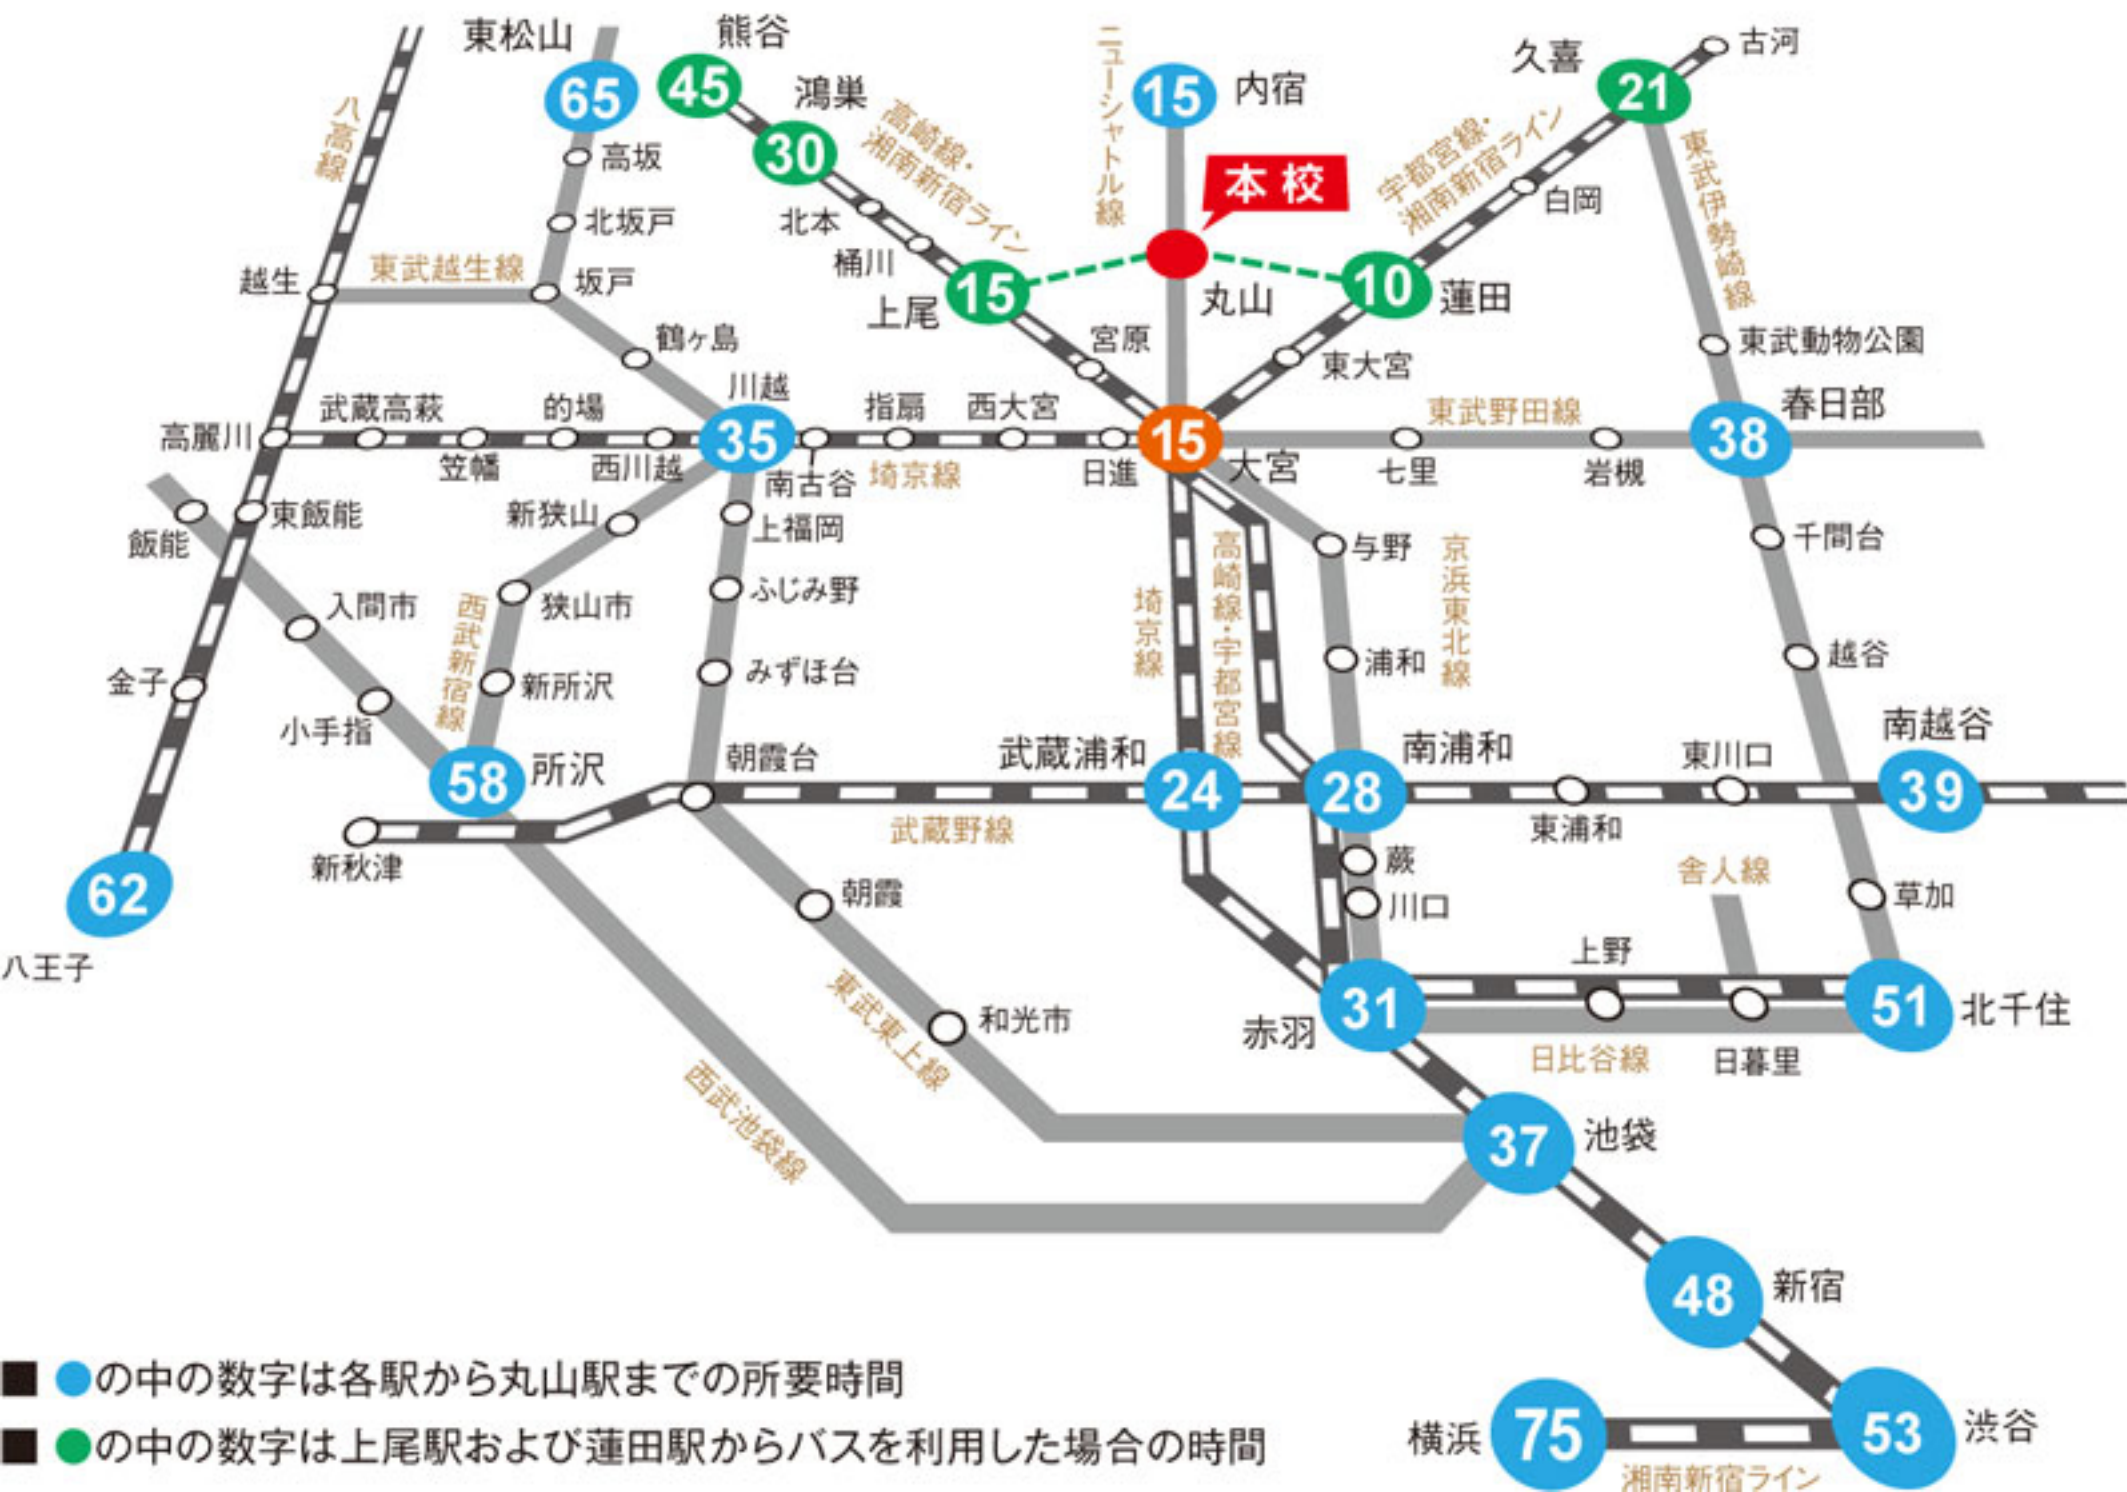 東松山
65
熊谷
45
鴻巣
30
高崎線・
湘南新宿ライン
ニューシャトル線
15
内宿
本校
久喜
21
古河
宇都宮線・
湘南新宿ライン
白岡
東武伊勢崎線
八高線
高坂
北坂戸
北本
桶川
上尾
15
丸山
10
蓮田
越生
東武越生線
坂戸
鶴ヶ島
宮原
東大宮
東武動物公園
高麗川
武蔵高萩
笠幡
的場
西川越
川越
35
南古谷
指扇
埼京線
西大宮
日進
15
大宮
東武野田線
七里
岩槻
38
春日部
飯能
東飯能
新狭山
上福岡
与野
京浜東北線
千間台
入間市
狭山市
西武新宿線
ふじみ野
埼京線
高崎線・宇都宮線
浦和
越谷
金子
小手指
新所沢
みずほ台
58
所沢
朝霞台
武蔵浦和
24
28
南浦和
東浦和
東川口
南越谷
39
武蔵野線
新秋津
62
八王子
朝霞
蕨
川口
舎人線
草加
和光市
東武東上線
西武池袋線
赤羽
31
上野
日暮里
日比谷線
51
北千住
37
池袋
48
新宿
横浜
75
53
渋谷
湘南新宿ライン
■ ●の中の数字は各駅から丸山駅までの所要時間
■ ●の中の数字は上尾駅および蓮田駅からバスを利用した場合の時間